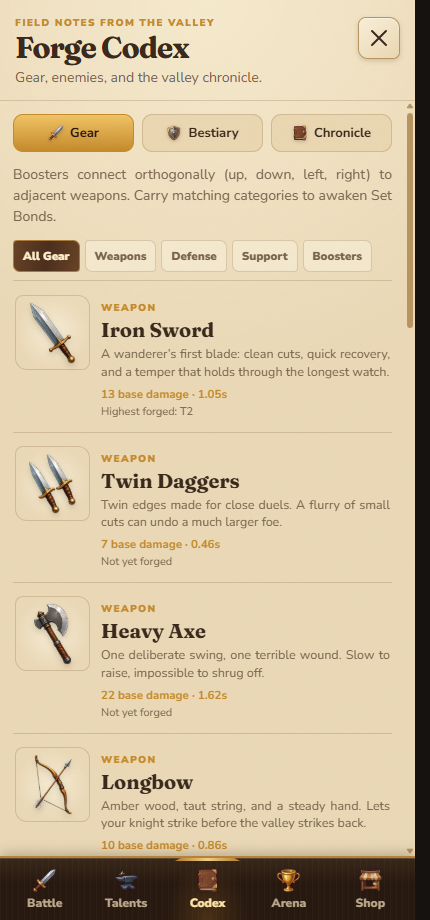 FIELD NOTES FROM THE VALLEY
Forge Codex
Gear, enemies, and the valley chronicle.
Gear
Bestiary
Chronicle
Boosters connect orthogonally (up, down, left, right) to
adjacent weapons. Carry matching categories to awaken Set
Bonds.
All Gear
Weapons
Defense
Support
Boosters
WEAPON
Iron Sword
A wanderer's first blade: clean cuts, quick recovery,
and a temper that holds through the longest watch.
13 base damage · 1.05s
Highest forged: T2
WEAPON
Twin Daggers
Twin edges made for close duels. A flurry of small
cuts can undo a much larger foe.
7 base damage · 0.46s
Not yet forged
WEAPON
Heavy Axe
One deliberate swing, one terrible wound. Slow to
raise, impossible to shrug off.
22 base damage · 1.62s
Not yet forged
WEAPON
Longbow
Amber wood, taut string, and a steady hand. Lets
your knight strike before the valley strikes back.
10 base damage · 0.86s
Battle
Talents
Codex
Arena
Shop